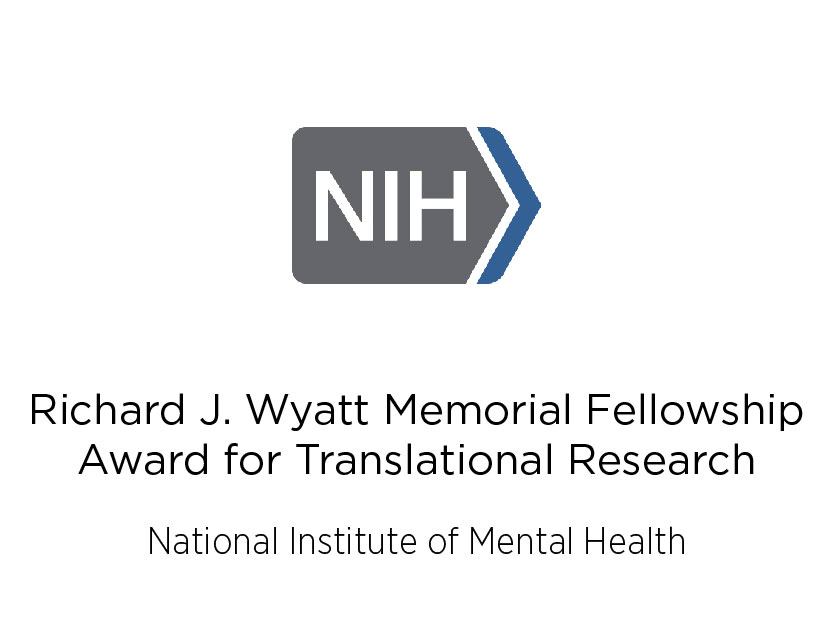 NIH
Richard J. Wyatt Memorial Fellowship
Award for Translational Research
National Institute of Mental Health